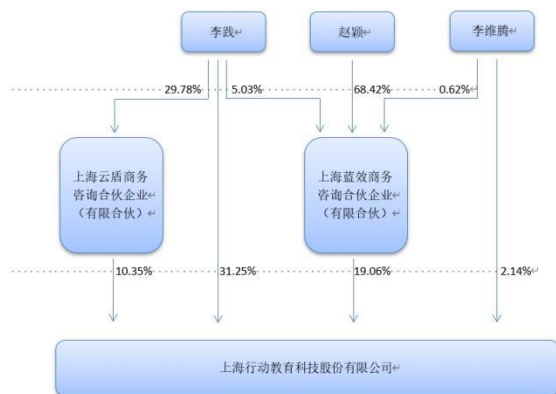 李践
赵颖
李维腾
29.78%
5.03%
68.42%
0.62%
上海云盾商务
咨询合伙企业
（有限合伙）
上海蓝效商务
咨询合伙企业
（有限合伙）
10.35%
31.25%
19.06%
2.14%
上海行动教育科技股份有限公司